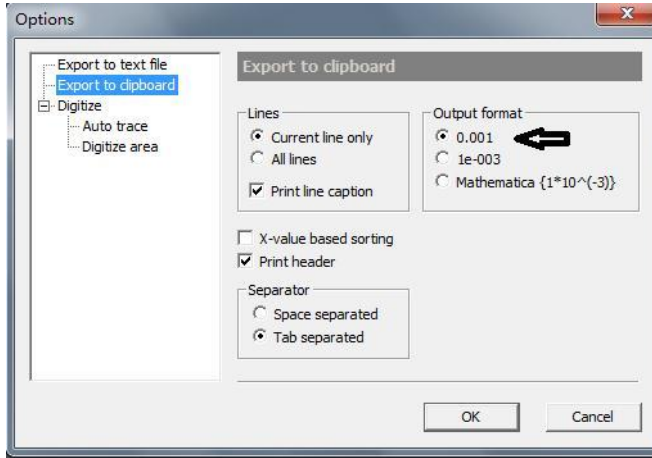 Options
Export to text file
Export to clipboard
Digitize
Auto trace
Digitize area
Export to clipboard
Lines
Current line only
All lines
Print line caption
Output format
0.001
1e-003
Mathematica {1*10^(-3)}
X-value based sorting
Print header
Separator
Space separated
Tab separated
OK
Cancel